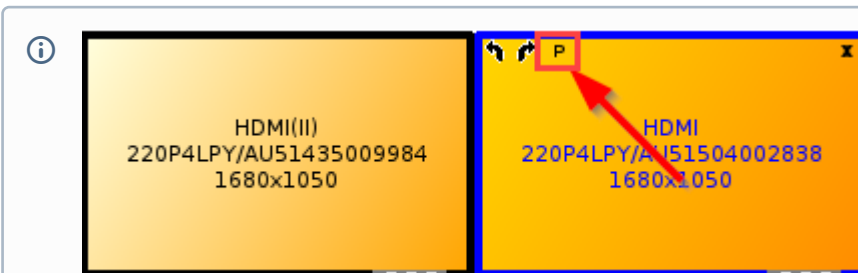 HDMI(II)
220P4LPY/AU51435009984
1680x1050
P
X
HDMI
220P4LPY/AU51504002838
1680x1050